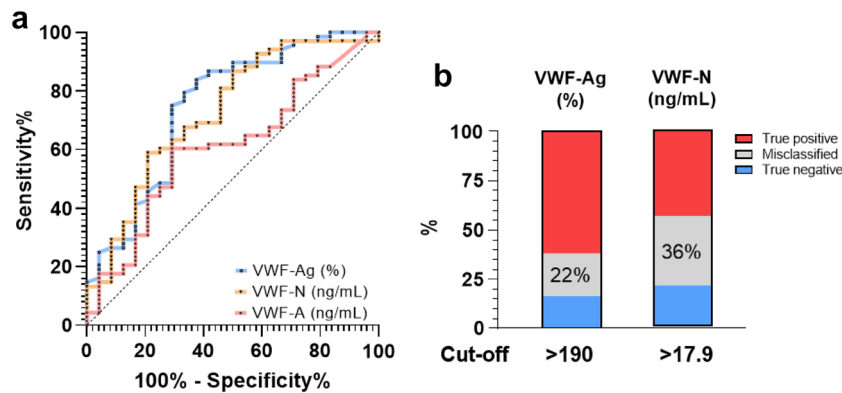 a
100
80
60
40
20
0
Sensitivity%
0 20 40 60 80 100
100% - Specificity%
VWF-Ag (%)
VWF-N (ng/mL)
VWF-A (ng/mL)
b
VWF-Ag
(%)
VWF-N
(ng/mL)
100
75
50
25
0
%
22%
36%
True positive
Misclassified
True negative
Cut-off >190 >17.9